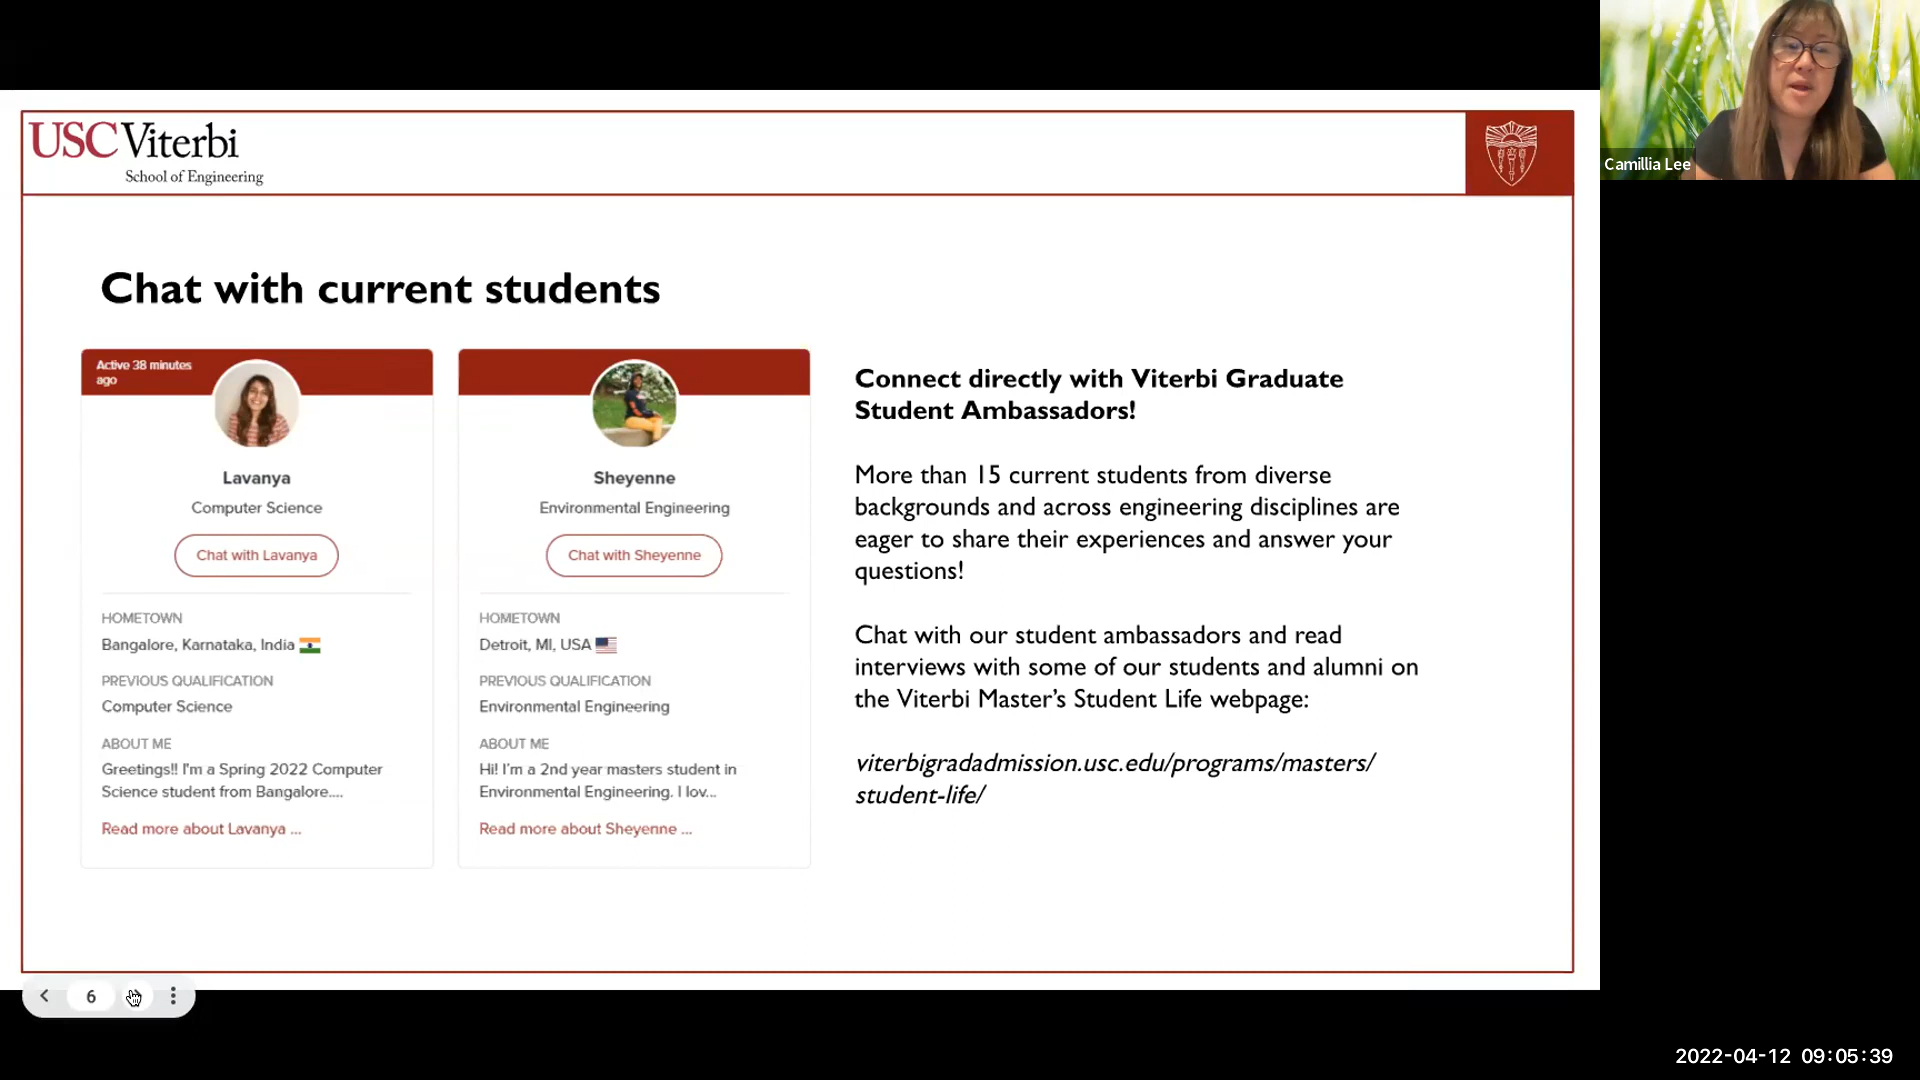 USC Viterbi
School of Engineering
Camillia Lee
Chat with current students
Active 38 minutes
ago
Lavanya
Computer Science
Chat with Lavanya
HOMETOWN
Bangalore, Karnataka, India
PREVIOUS QUALIFICATION
Computer Science
ABOUT ME
Greetings!! I'm a Spring 2022 Computer
Science student from Bangalore....
Read more about Lavanya ...
Sheyenne
Environmental Engineering
Chat with Sheyenne
HOMETOWN
Detroit, MI, USA
PREVIOUS QUALIFICATION
Environmental Engineering
ABOUT ME
Hi! I'm a 2nd year masters student in
Environmental Engineering. I lov...
Read more about Sheyenne ...
Connect directly with Viterbi Graduate
Student Ambassadors!
More than 15 current students from diverse
backgrounds and across engineering disciplines are
eager to share their experiences and answer your
questions!
Chat with our student ambassadors and read
interviews with some of our students and alumni on
the Viterbi Master’s Student Life webpage:
viterbigradadmission.usc.edu/programs/masters/
student-life/
6
2022-04-12 09:05:39